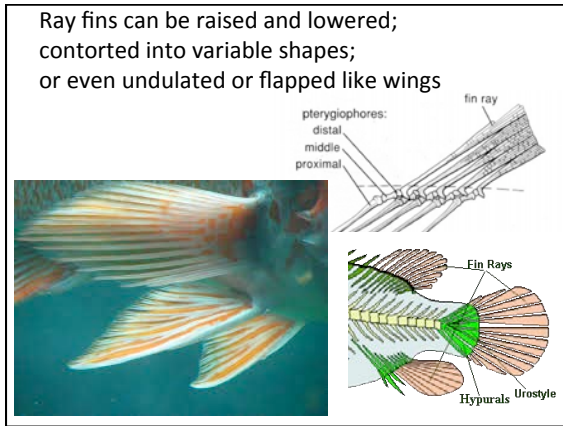 Ray fins can be raised and lowered;
contorted into variable shapes;
or even undulated or flapped like wings
fin ray
pterygiophores:
distal
middle
proximal
Fin Rays
Hypurals
Urostyle